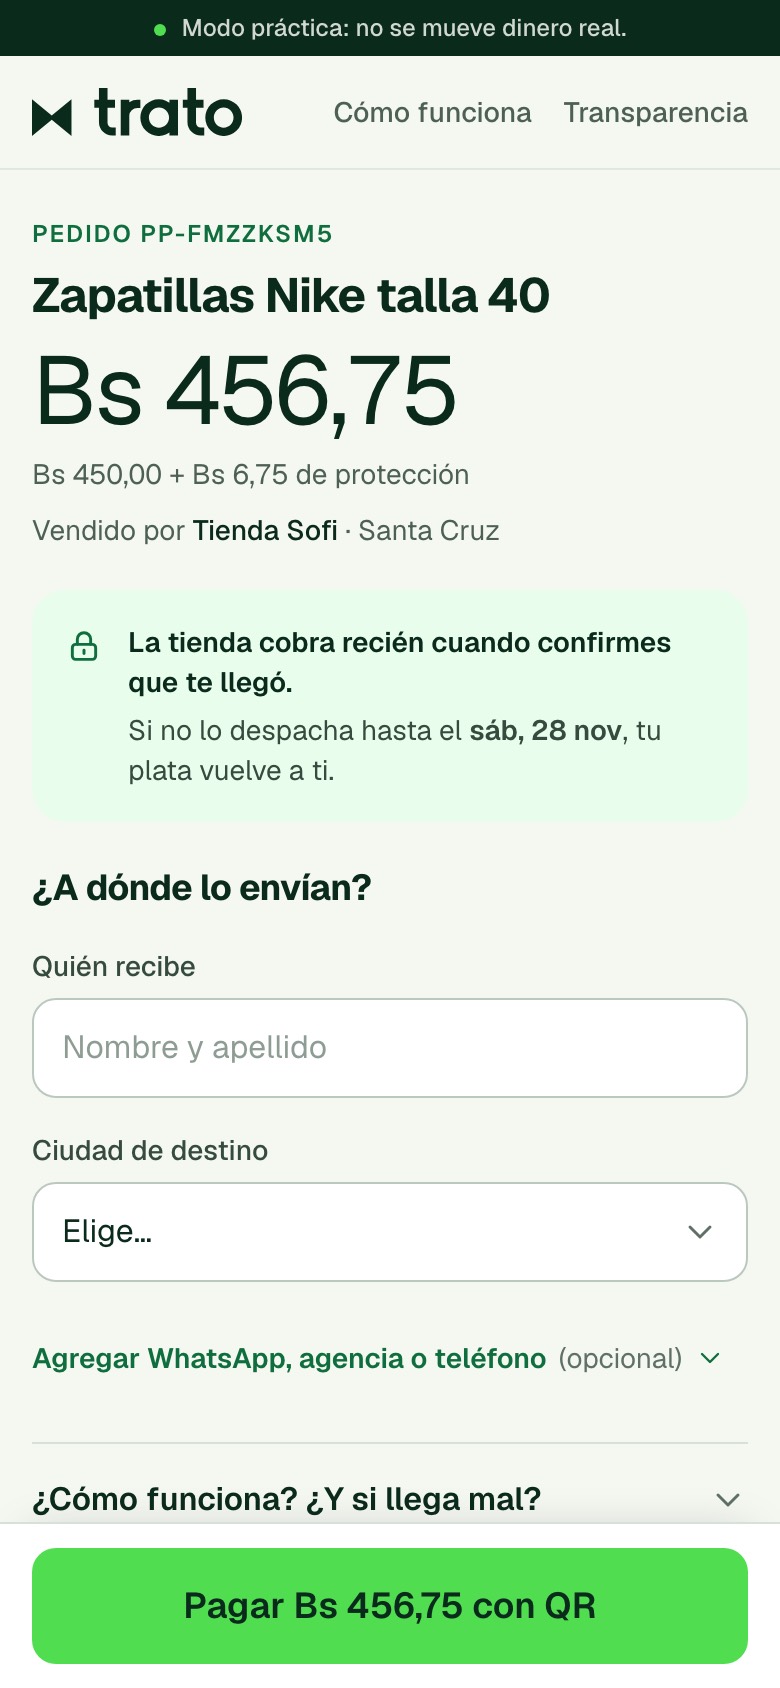 Modo práctica: no se mueve dinero real.
trato
Cómo funciona
Transparencia
PEDIDO PP-FMZZKSM5
Zapatillas Nike talla 40
Bs 456,75
Bs 450,00 + Bs 6,75 de protección
Vendido por Tienda Sofi · Santa Cruz
La tienda cobra recién cuando confirmes
que te llegó.
Si no lo despacha hasta el sáb, 28 nov, tu
plata vuelve a ti.
¿A dónde lo envían?
Quién recibe
Nombre y apellido
Ciudad de destino
Elige...
Agregar WhatsApp, agencia o teléfono (opcional)
¿Cómo funciona? ¿Y si llega mal?
Pagar Bs 456,75 con QR